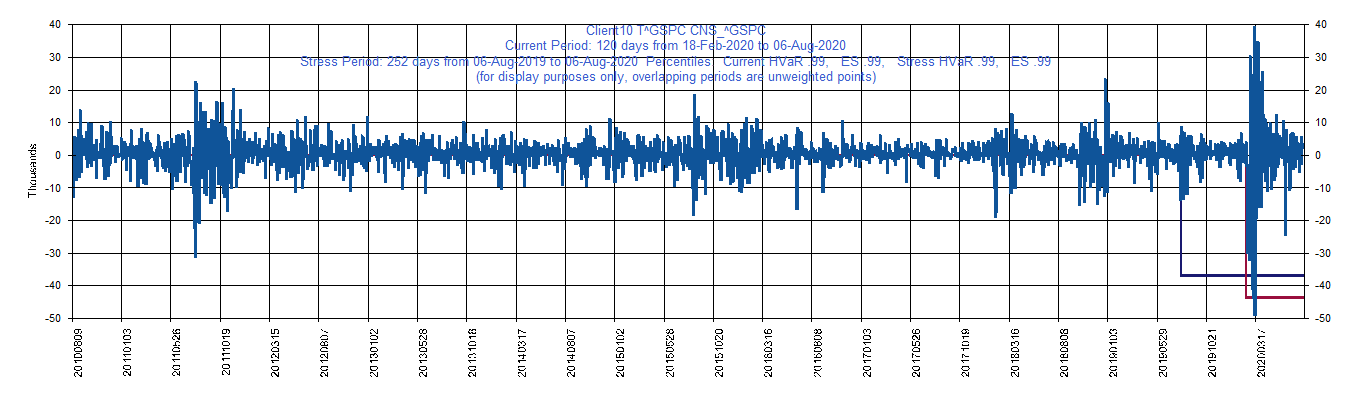 Client10 T^GSPC CNS_^GSPC
Current Period: 120 days from 18-Feb-2020 to 06-Aug-2020
Stress Period: 252 days from 06-Aug-2019 to 06-Aug-2020 Percentiles: Current HVaR .99, ES .99, Stress HVaR .99, ES .99
(for display purposes only, overlapping periods are unweighted points)
40 40
30 30
20 20
10 10
0 0
-10 -10
-20 -20
-30 -30
-40 -40
-50 -50
Thousands
20100809 20110103 20110526 20111019 20120315 20120807 20130102 20130528 20131018 20140317 20140807 20150102 20150528 20151020 20160316 20160808 20170103 20170526 20171019 20180316 20180808 20190103 20190529 20191021 20200317